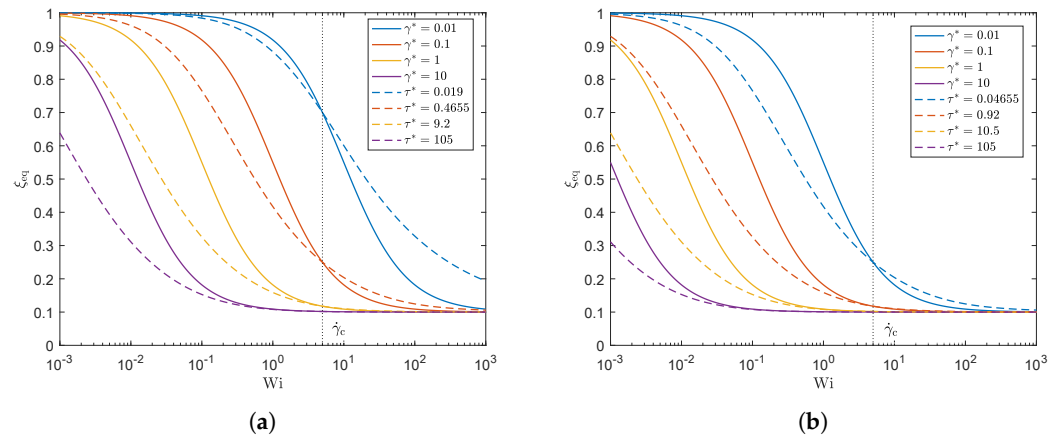 1
0.9
0.8
0.7
0.6
0.5
0.4
0.3
0.2
0.1
0
ξeq
10⁻³ 10⁻² 10⁻¹ 10⁰ 10¹ 10² 10³
Wi
γ̇c
γ* = 0.01
γ* = 0.1
γ* = 1
γ* = 10
τ* = 0.019
τ* = 0.4655
τ* = 9.2
τ* = 105
(a)
1
0.9
0.8
0.7
0.6
0.5
0.4
0.3
0.2
0.1
0
ξeq
10⁻³ 10⁻² 10⁻¹ 10⁰ 10¹ 10² 10³
Wi
γ̇c
γ* = 0.01
γ* = 0.1
γ* = 1
γ* = 10
τ* = 0.04655
τ* = 0.92
τ* = 10.5
τ* = 105
(b)